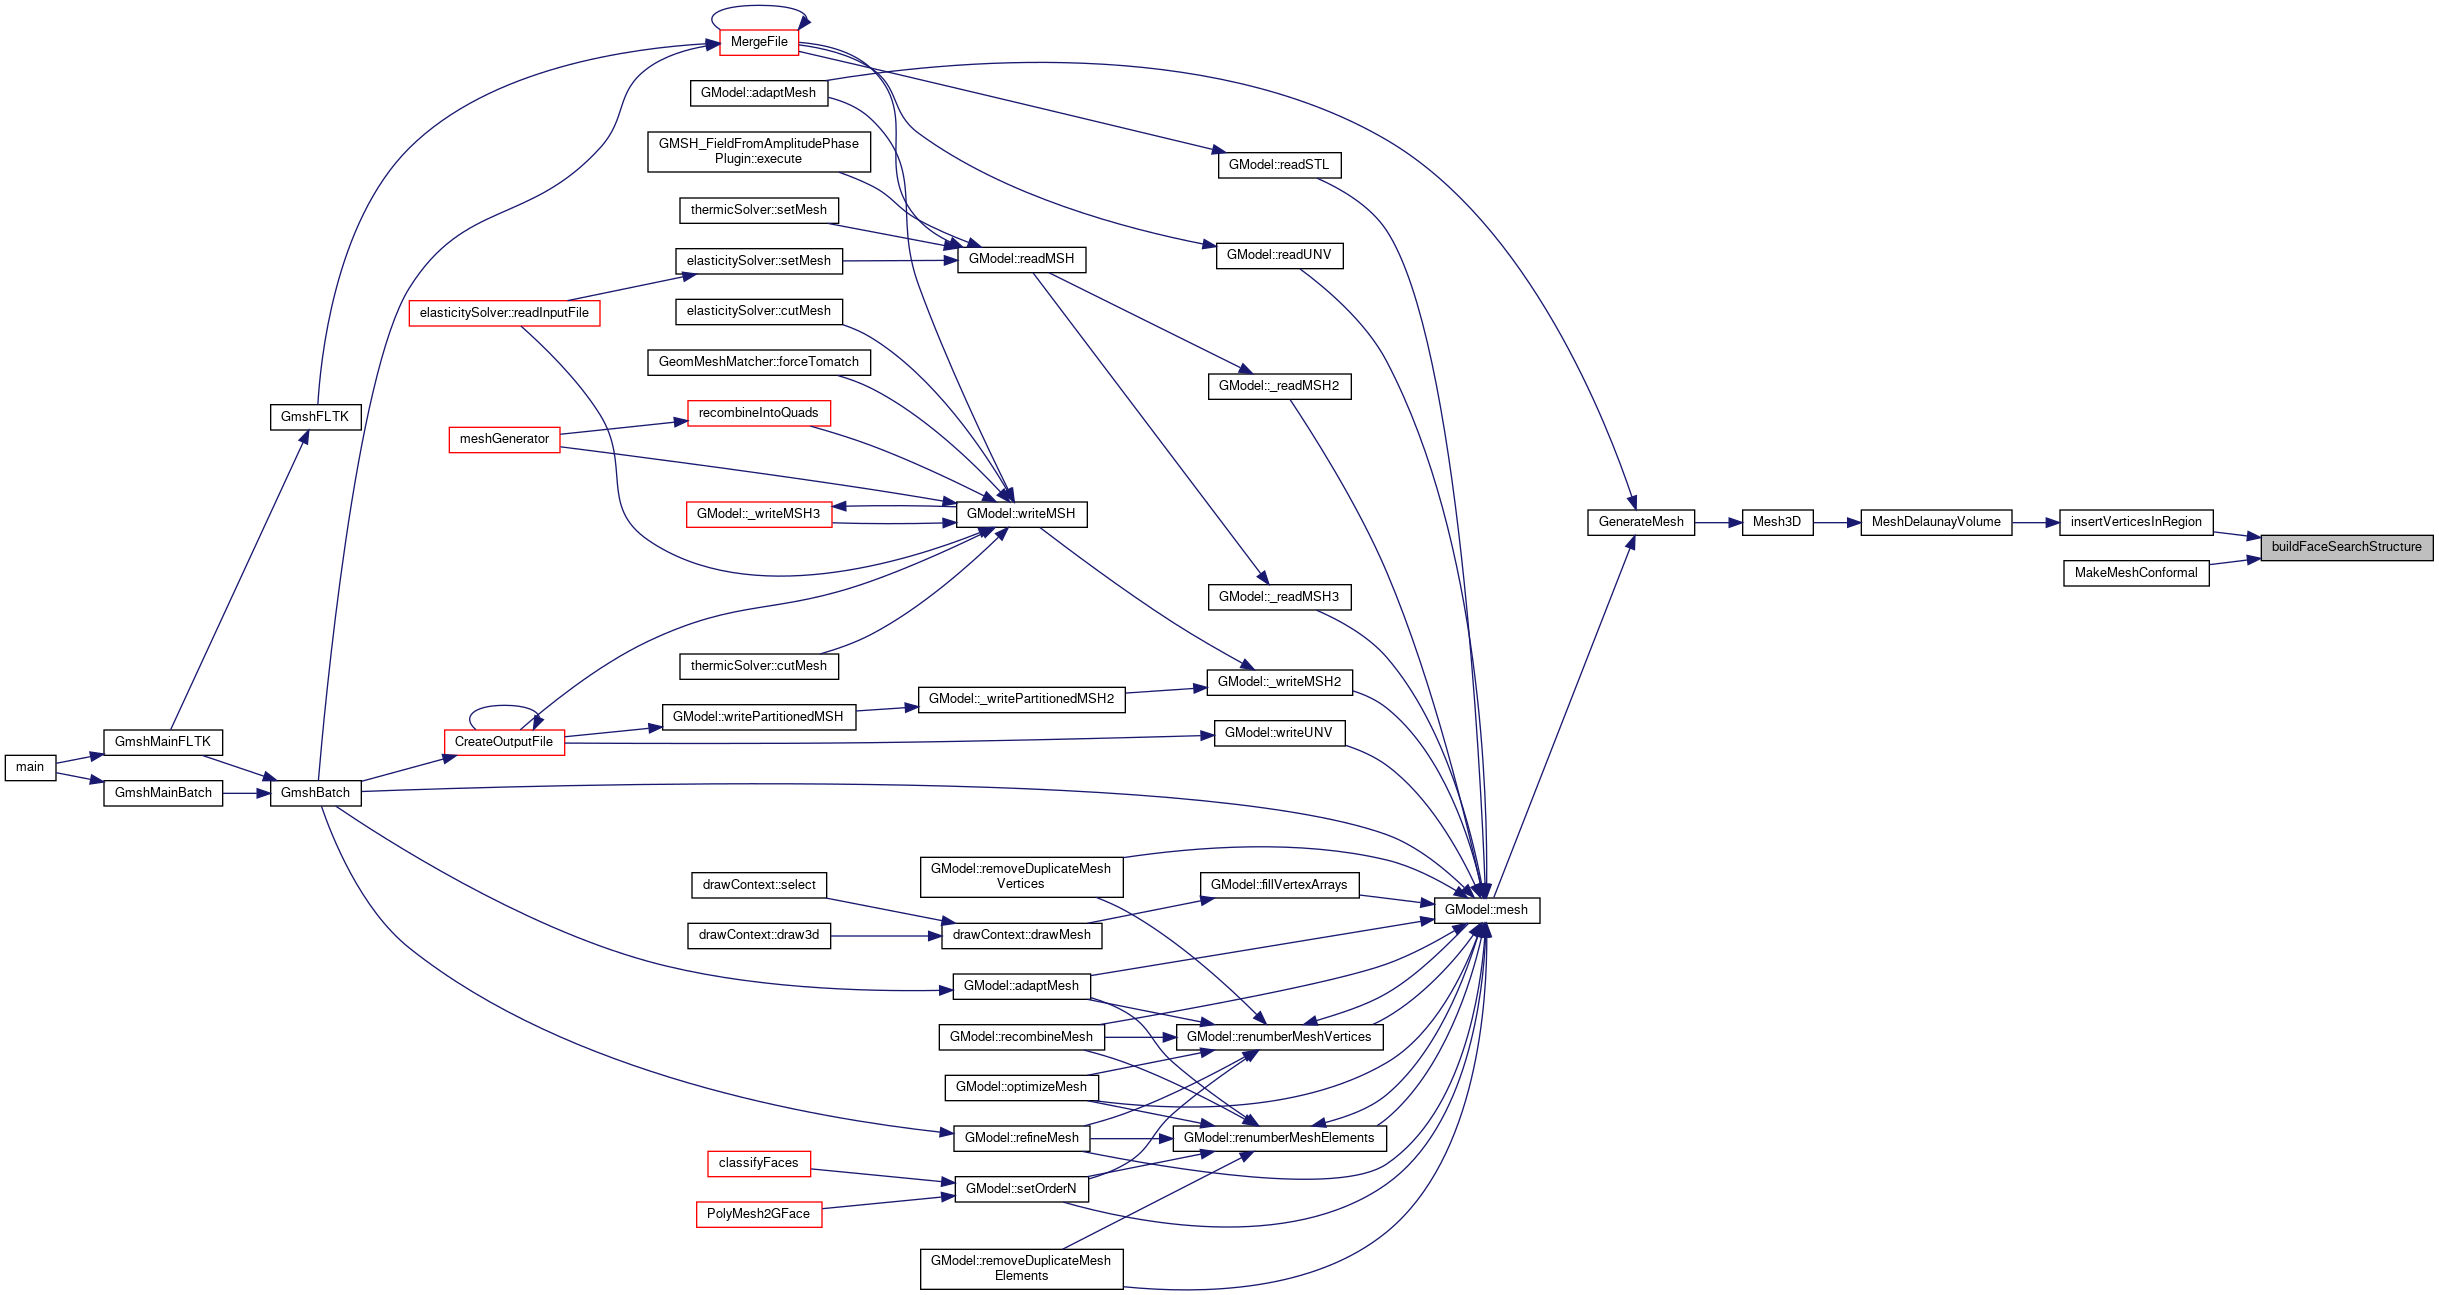 MergeFile
GModel::adaptMesh
GMSH_FieldFromAmplitudePhase
Plugin::execute
GModel::readSTL
thermicSolver::setMesh
elasticitySolver::setMesh
GModel::readMSH
GModel::readUNV
elasticitySolver::readInputFile
elasticitySolver::cutMesh
GeomMeshMatcher::forceTomatch
GModel::_readMSH2
GmshFLTK
recombineIntoQuads
meshGenerator
GModel::_writeMSH3
GModel::writeMSH
GenerateMesh
Mesh3D
MeshDelaunayVolume
insertVerticesInRegion
buildFaceSearchStructure
MakeMeshConformal
GModel::_readMSH3
thermicSolver::cutMesh
GModel::_writeMSH2
GModel::_writePartitionedMSH2
GModel::writePartitionedMSH
GModel::writeUNV
GmshMainFLTK
CreateOutputFile
main
GmshMainBatch
GmshBatch
GModel::removeDuplicateMesh
Vertices
drawContext::select
GModel::fillVertexArrays
GModel::mesh
drawContext::draw3d
drawContext::drawMesh
GModel::adaptMesh
GModel::recombineMesh
GModel::renumberMeshVertices
GModel::optimizeMesh
GModel::refineMesh
GModel::renumberMeshElements
classifyFaces
GModel::setOrderN
PolyMesh2GFace
GModel::removeDuplicateMesh
Elements